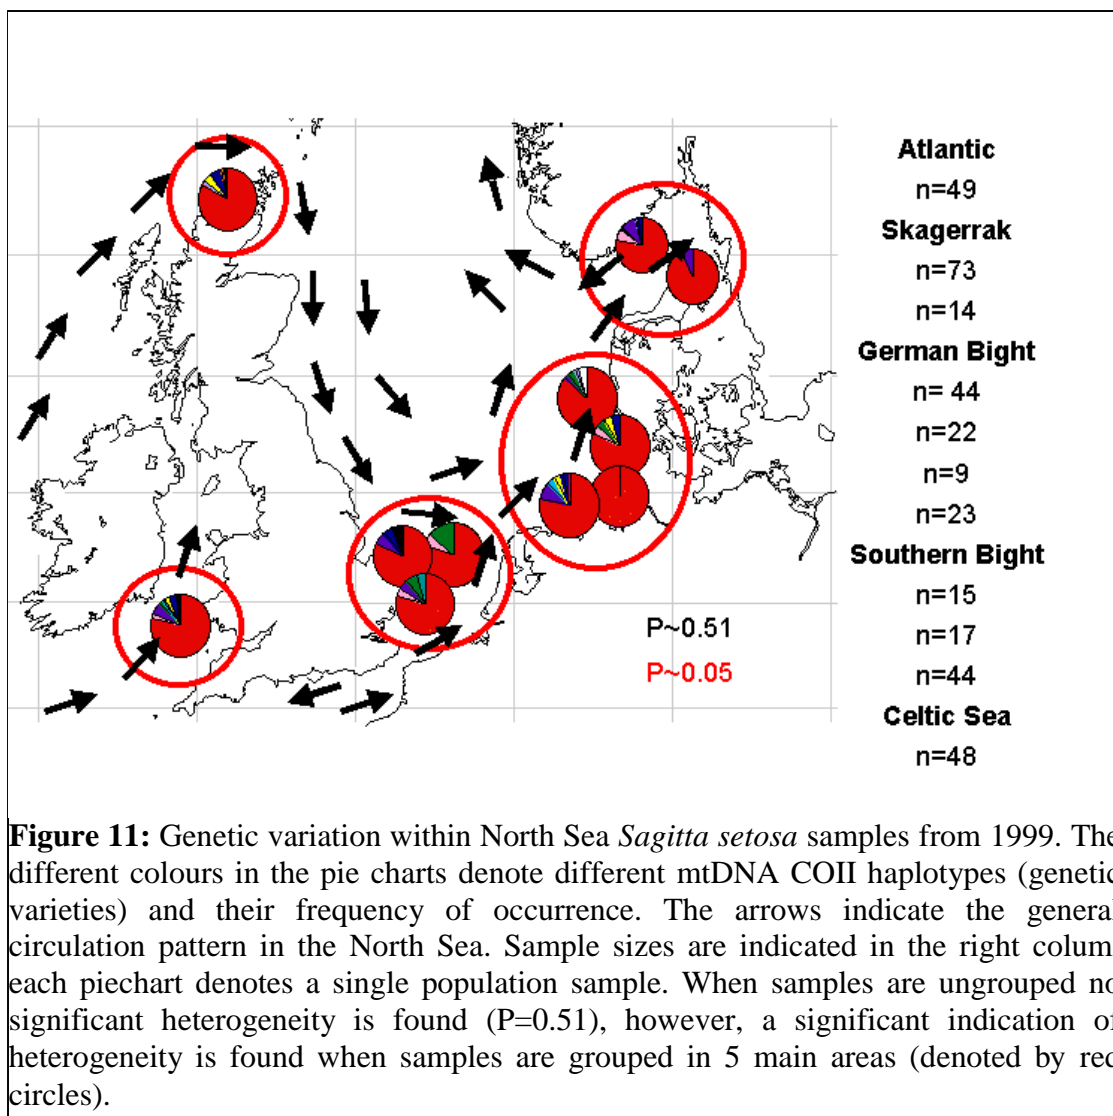 Atlantic
n=49
Skagerrak
n=73
n=14
German Bight
n= 44
n=22
n=9
n=23
Southern Bight
n=15
n=17
n=44
Celtic Sea
n=48
P~0.51
P~0.05
Figure 11: Genetic variation within North Sea Sagitta setosa samples from 1999. The
different colours in the pie charts denote different mtDNA COII haplotypes (genetic
varieties) and their frequency of occurrence. The arrows indicate the general
circulation pattern in the North Sea. Sample sizes are indicated in the right colum
each piechart denotes a single population sample. When samples are ungrouped no
significant heterogeneity is found (P=0.51), however, a significant indication of
heterogeneity is found when samples are grouped in 5 main areas (denoted by red
circles).